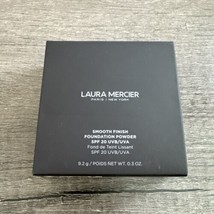 LAURA MERCIER
PARIS | NEW YORK
SMOOTH FINISH
FOUNDATION POWDER
SPF 20 UVB/UVA
Fond de Teint Lissant
SPF 20 UVB/UVA
9.2 g / POIDS NET WT. 0.3 OZ.